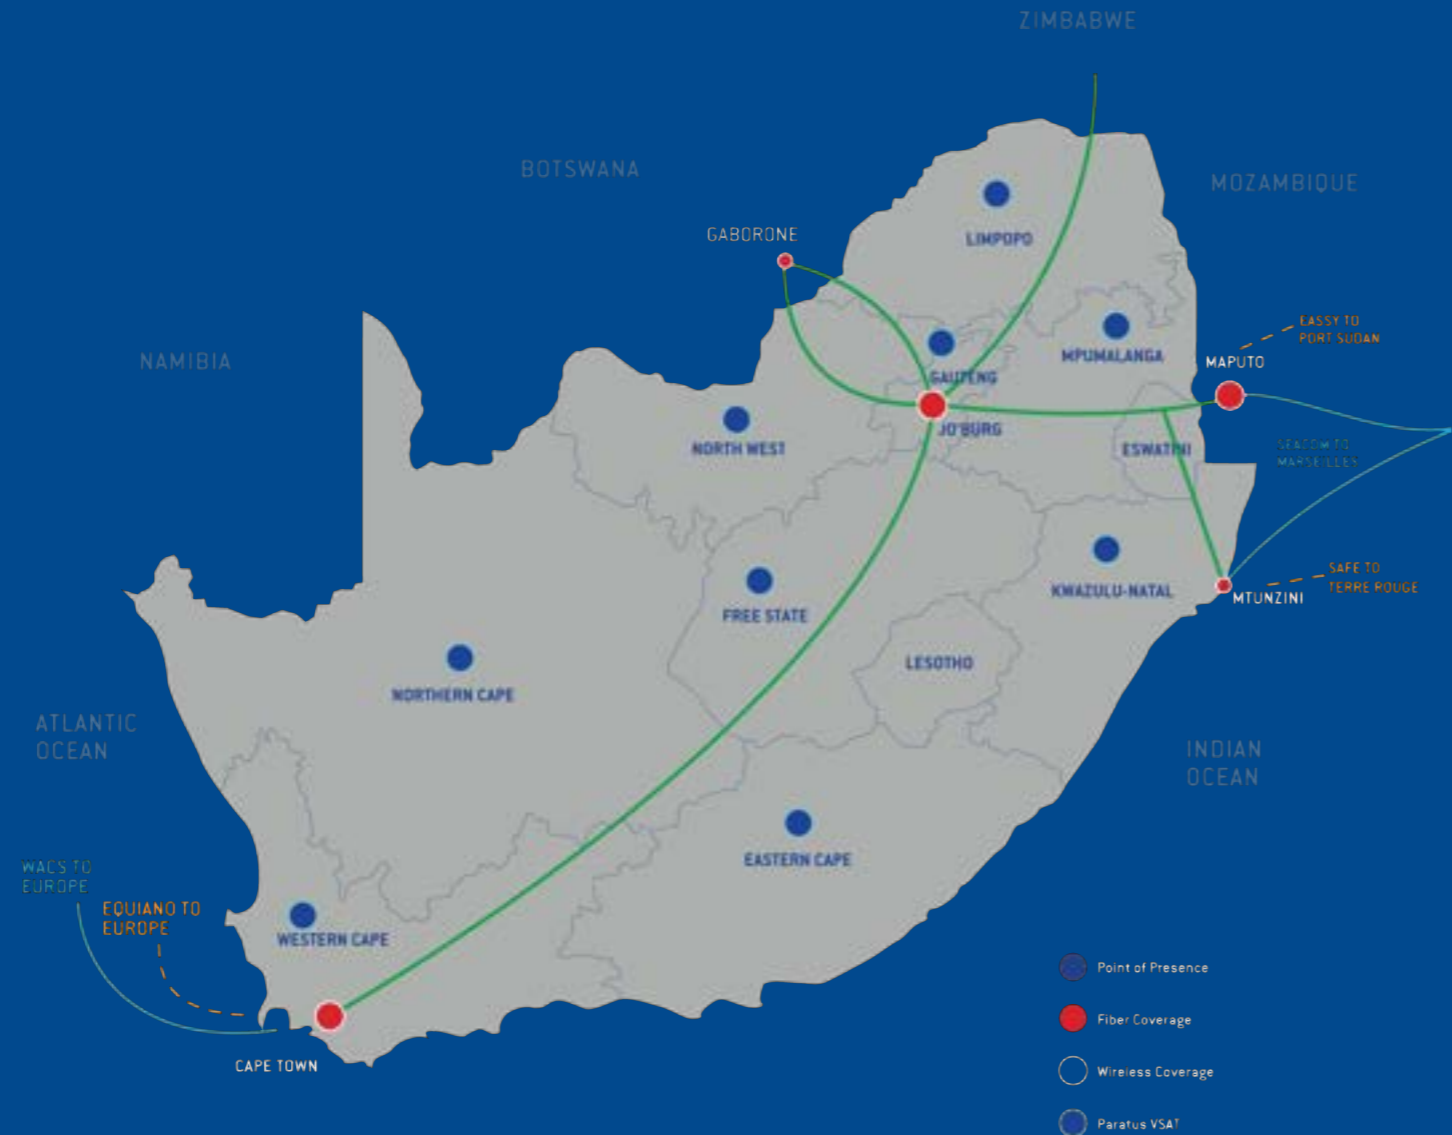 ZIMBABWE
BOTSWANA
MOZAMBIQUE
GABORONE
LIMPOPO
NAMIBIA
EASSY TO
PORT SUDAN
MPUMALANGA
MAPUTO
GAUTENG
JO'BURG
NORTH WEST
ESWATINI
SEACOM TO
MARSEILLES
KWAZULU-NATAL
SAFE TO
TERRE ROUGE
MTUNZINI
FREE STATE
LESOTHO
NORTHERN CAPE
ATLANTIC
OCEAN
INDIAN
OCEAN
EASTERN CAPE
WACS TO
EUROPE
EQUIANO TO
EUROPE
WESTERN CAPE
CAPE TOWN
Point of Presence
Fiber Coverage
Wireless Coverage
Paratus VSAT